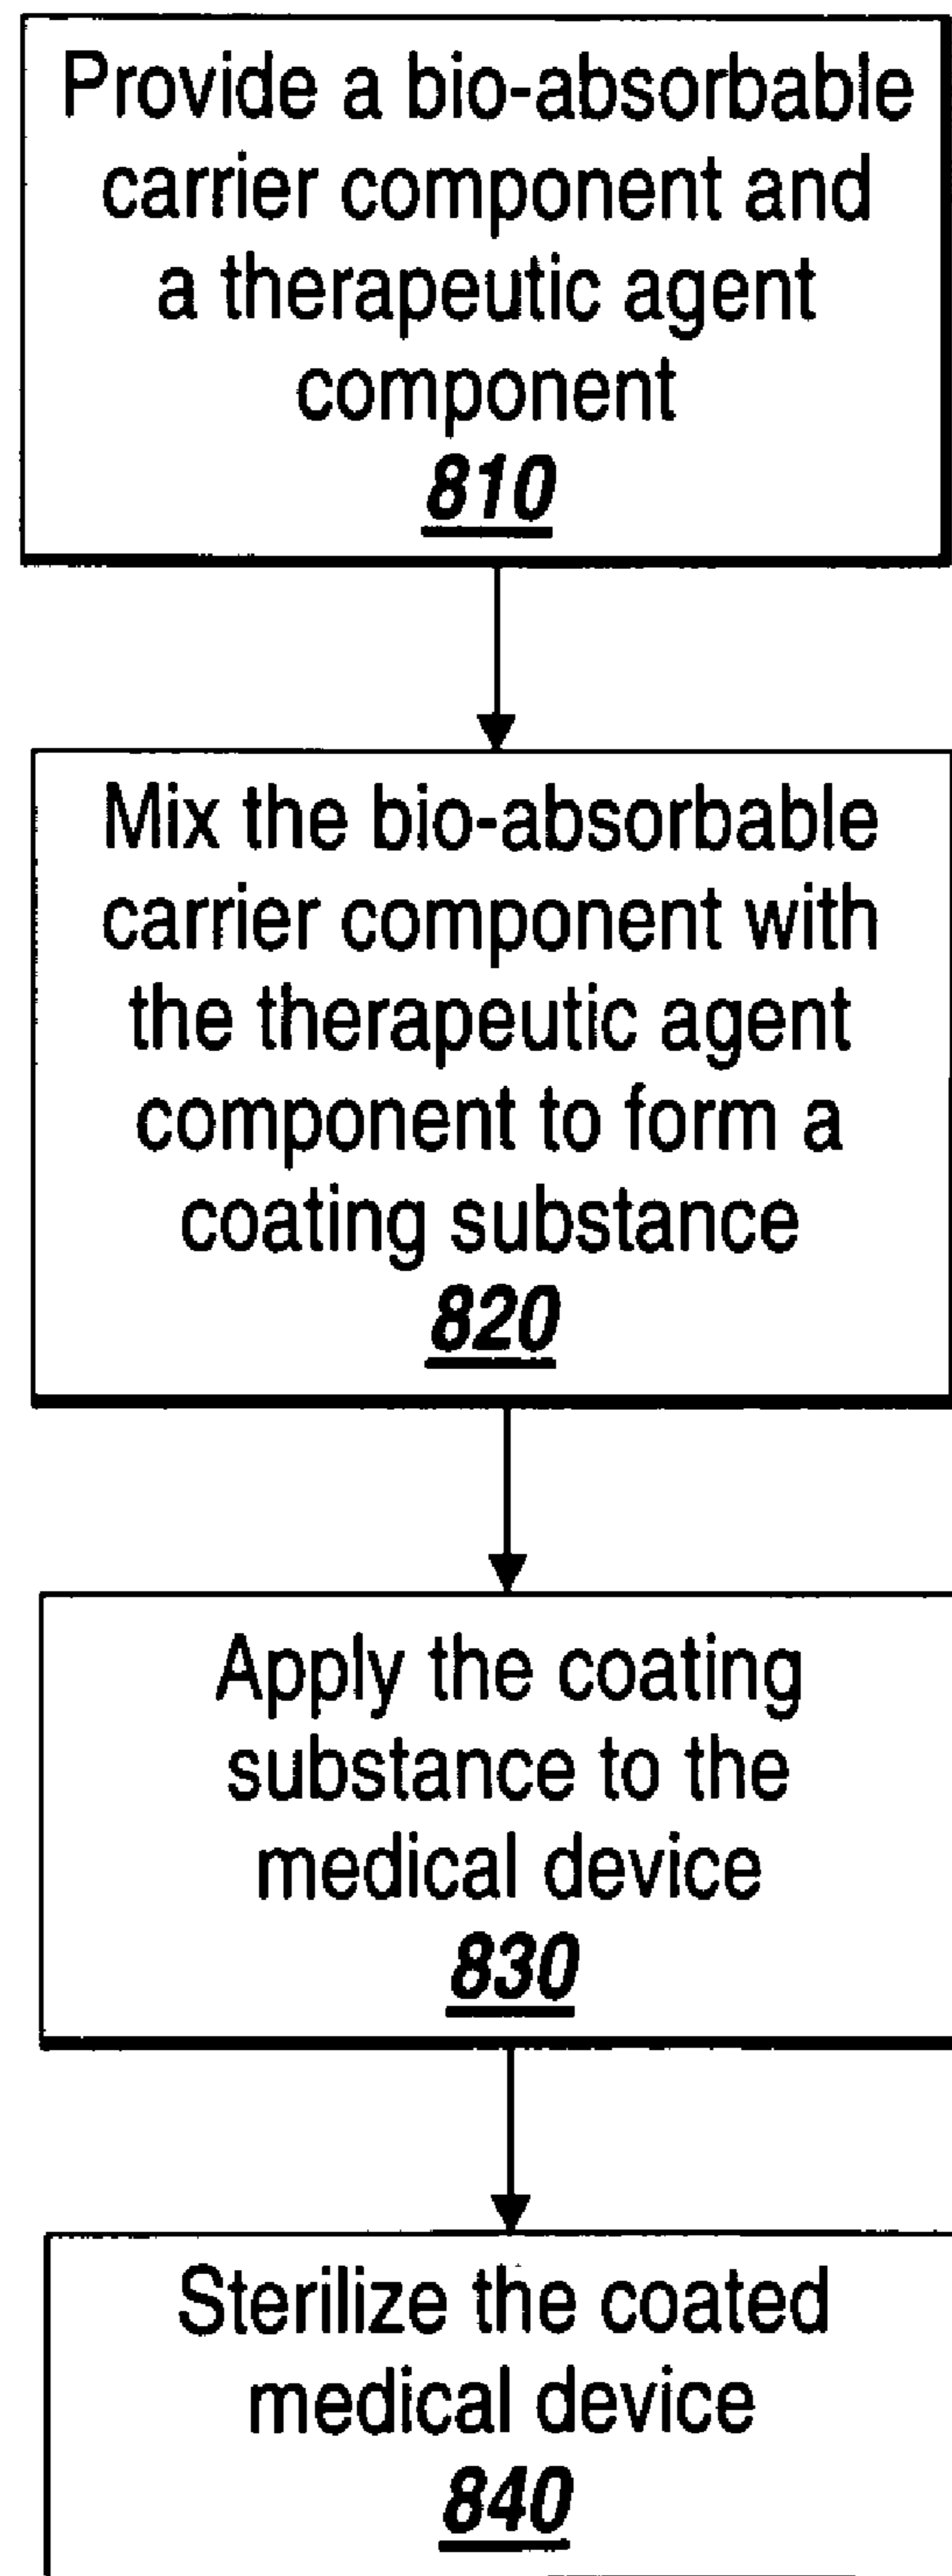 Provide a bio-absorbable
carrier component and
a therapeutic agent
component
810
Mix the bio-absorbable
carrier component with
the therapeutic agent
component to form a
coating substance
820
Apply the coating
substance to the
medical device
830
Sterilize the coated
medical device
840